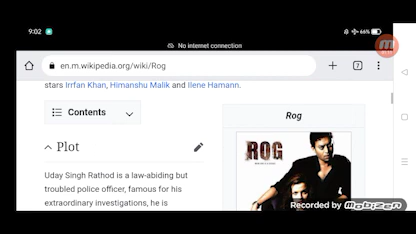 9:02
66%
No internet connection
en.m.wikipedia.org/wiki/Rog
7
stars Irrfan Khan, Himanshu Malik and Ilene Hamann.
Contents
Rog
Plot
ROG
Uday Singh Rathod is a law-abiding but
troubled police officer, famous for his
extraordinary investigations, he is
Recorded by mobizen